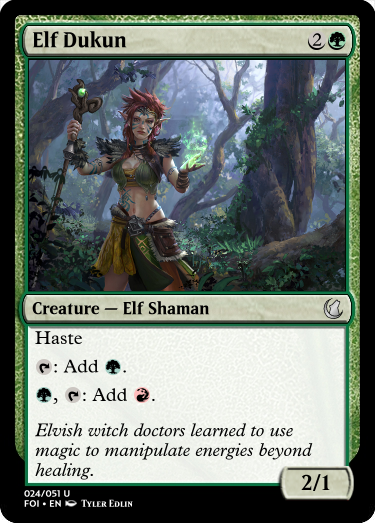 Elf Dukun 2
Creature — Elf Shaman
Haste
: Add .
, : Add .
Elvish witch doctors learned to use
magic to manipulate energies beyond
healing.
2/1
024/051 U
FOI • EN Tyler Edlin